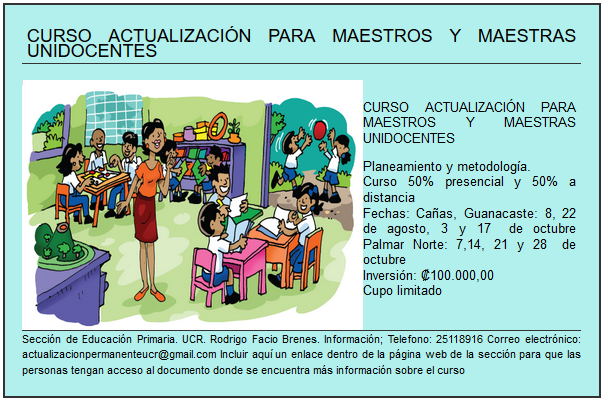 CURSO ACTUALIZACIÓN PARA MAESTROS Y MAESTRAS
UNIDOCENTES
CURSO ACTUALIZACIÓN PARA
MAESTROS Y MAESTRAS
UNIDOCENTES
Planeamiento y metodología.
Curso 50% presencial y 50% a
distancia
Fechas: Cañas, Guanacaste: 8, 22
de agosto, 3 y 17 de octubre
Palmar Norte: 7,14, 21 y 28 de
octubre
Inversión: ₡100.000,00
Cupo limitado
Sección de Educación Primaria. UCR. Rodrigo Facio Brenes. Información; Telefono: 25118916 Correo electrónico:
actualizacionpermanenteucr@gmail.com Incluir aquí un enlace dentro de la página web de la sección para que las
personas tengan acceso al documento donde se encuentra más información sobre el curso